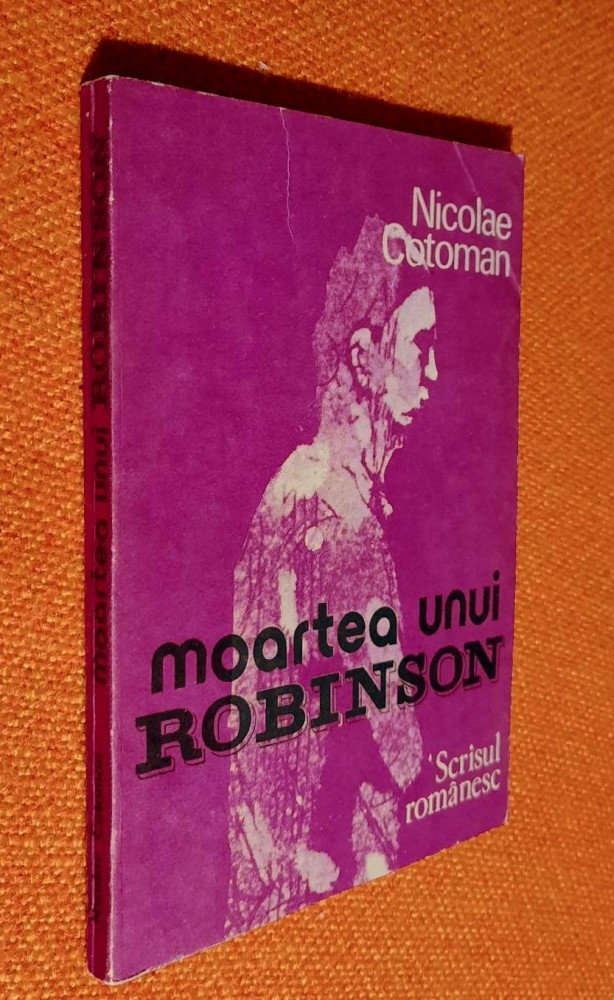 Nicolae
Cotoman
moartea unui
ROBINSON
Scrisul
românesc
moartea unui ROBINSON